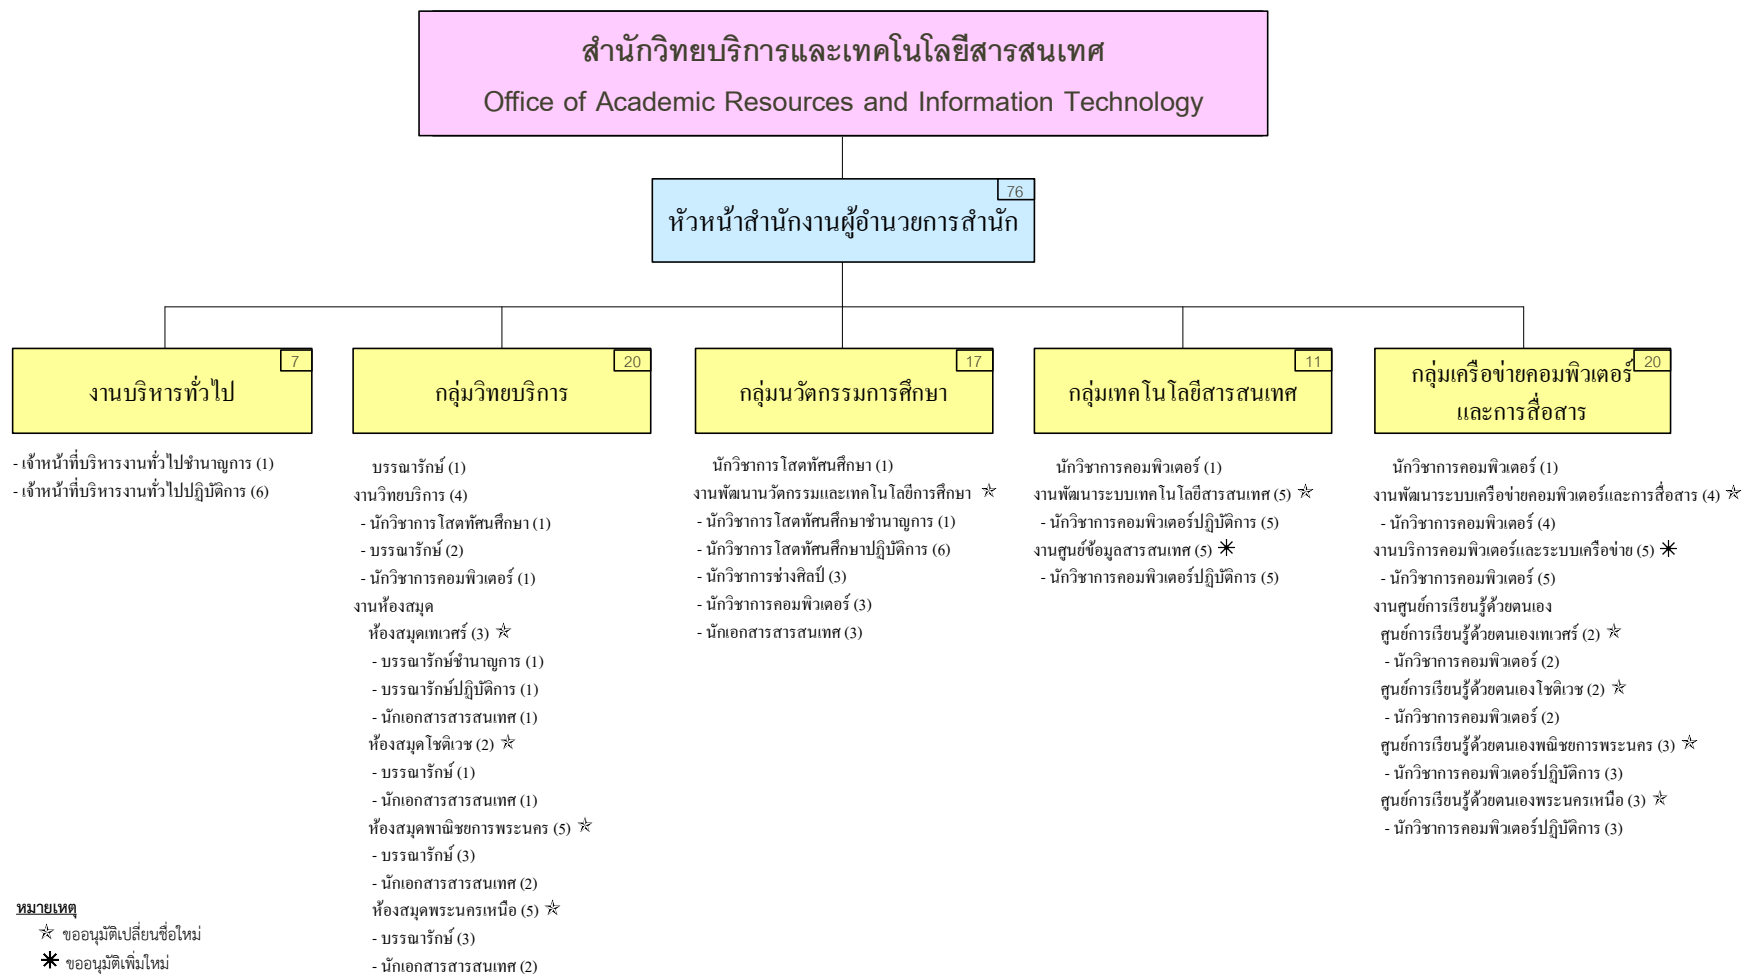 สำนักวิทยบริการและเทคโนโลยีสารสนเทศ
Office of Academic Resources and Information Technology
76
หัวหน้าสำนักงานผู้อำนวยการสำนัก
7
งานบริหารทั่วไป
- เจ้าหน้าที่บริหารงานทั่วไปชำนาญการ (1)
- เจ้าหน้าที่บริหารงานทั่วไปปฏิบัติการ (6)
20
กลุ่มวิทยบริการ
บรรณารักษ์ (1)
งานวิทยบริการ (4)
- นักวิชาการโสตทัศนศึกษา (1)
- บรรณารักษ์ (2)
- นักวิชาการคอมพิวเตอร์ (1)
งานห้องสมุด
ห้องสมุดเทเวศร์ (3) ☆
- บรรณารักษ์ชำนาญการ (1)
- บรรณารักษ์ปฏิบัติการ (1)
- นักเอกสารสารสนเทศ (1)
ห้องสมุดโชติเวช (2) ☆
- บรรณารักษ์ (1)
- นักเอกสารสารสนเทศ (1)
ห้องสมุดพาณิชยการพระนคร (5) ☆
- บรรณารักษ์ (3)
- นักเอกสารสารสนเทศ (2)
ห้องสมุดพระนครเหนือ (5) ☆
- บรรณารักษ์ (3)
- นักเอกสารสารสนเทศ (2)
17
กลุ่มนวัตกรรมการศึกษา
นักวิชาการโสตทัศนศึกษา (1)
งานพัฒนานวัตกรรมและเทคโนโลยีการศึกษา ☆
- นักวิชาการโสตทัศนศึกษาชำนาญการ (1)
- นักวิชาการโสตทัศนศึกษาปฏิบัติการ (6)
- นักวิชาการช่างศิลป์ (3)
- นักวิชาการคอมพิวเตอร์ (3)
- นักเอกสารสารสนเทศ (3)
11
กลุ่มเทคโนโลยีสารสนเทศ
นักวิชาการคอมพิวเตอร์ (1)
งานพัฒนาระบบเทคโนโลยีสารสนเทศ (5) ☆
- นักวิชาการคอมพิวเตอร์ปฏิบัติการ (5)
งานศูนย์ข้อมูลสารสนเทศ (5) ✳
- นักวิชาการคอมพิวเตอร์ปฏิบัติการ (5)
20
กลุ่มเครือข่ายคอมพิวเตอร์
และการสื่อสาร
นักวิชาการคอมพิวเตอร์ (1)
งานพัฒนาระบบเครือข่ายคอมพิวเตอร์และการสื่อสาร (4) ☆
- นักวิชาการคอมพิวเตอร์ (4)
งานบริการคอมพิวเตอร์และระบบเครือข่าย (5) ✳
- นักวิชาการคอมพิวเตอร์ (5)
งานศูนย์การเรียนรู้ด้วยตนเอง
ศูนย์การเรียนรู้ด้วยตนเองเทเวศร์ (2) ☆
- นักวิชาการคอมพิวเตอร์ (2)
ศูนย์การเรียนรู้ด้วยตนเองโชติเวช (2) ☆
- นักวิชาการคอมพิวเตอร์ (2)
ศูนย์การเรียนรู้ด้วยตนเองพณิชยการพระนคร (3) ☆
- นักวิชาการคอมพิวเตอร์ปฏิบัติการ (3)
ศูนย์การเรียนรู้ด้วยตนเองพระนครเหนือ (3) ☆
- นักวิชาการคอมพิวเตอร์ปฏิบัติการ (3)
หมายเหตุ
☆ ขออนุมัติเปลี่ยนชื่อใหม่
✳ ขออนุมัติเพิ่มใหม่